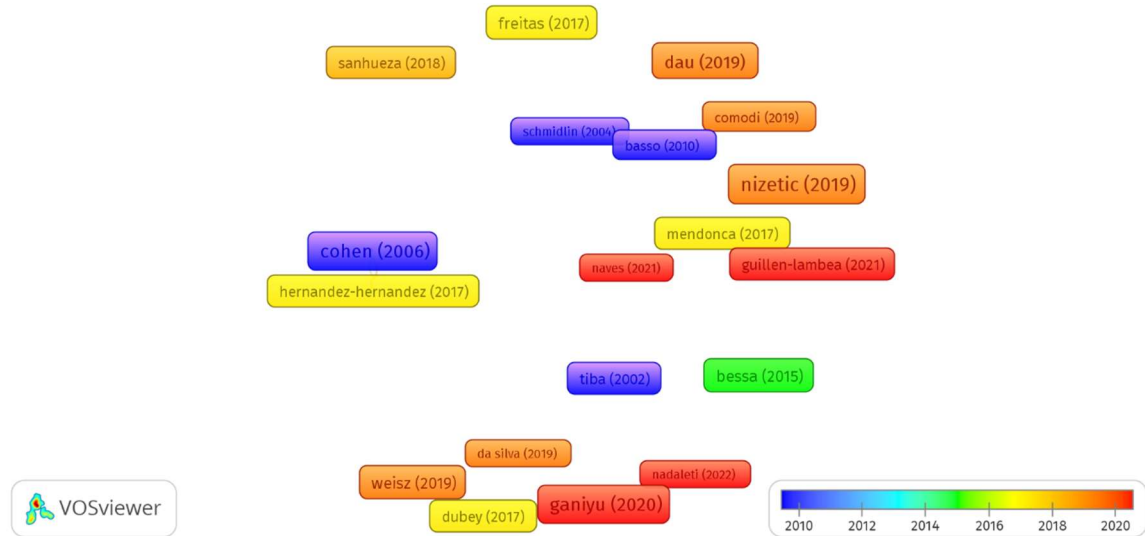 freitas (2017)
sanhueza (2018)
dau (2019)
comodi (2019)
schmidlin (2004)
basso (2010)
nizetic (2019)
mendonca (2017)
cohen (2006)
naves (2021)
guillen-lambea (2021)
hernandez-hernandez (2017)
tiba (2002)
bessa (2015)
da silva (2019)
weisz (2019)
nadaleti (2022)
ganiyu (2020)
dubey (2017)
VOSviewer
2010 2012 2014 2016 2018 2020